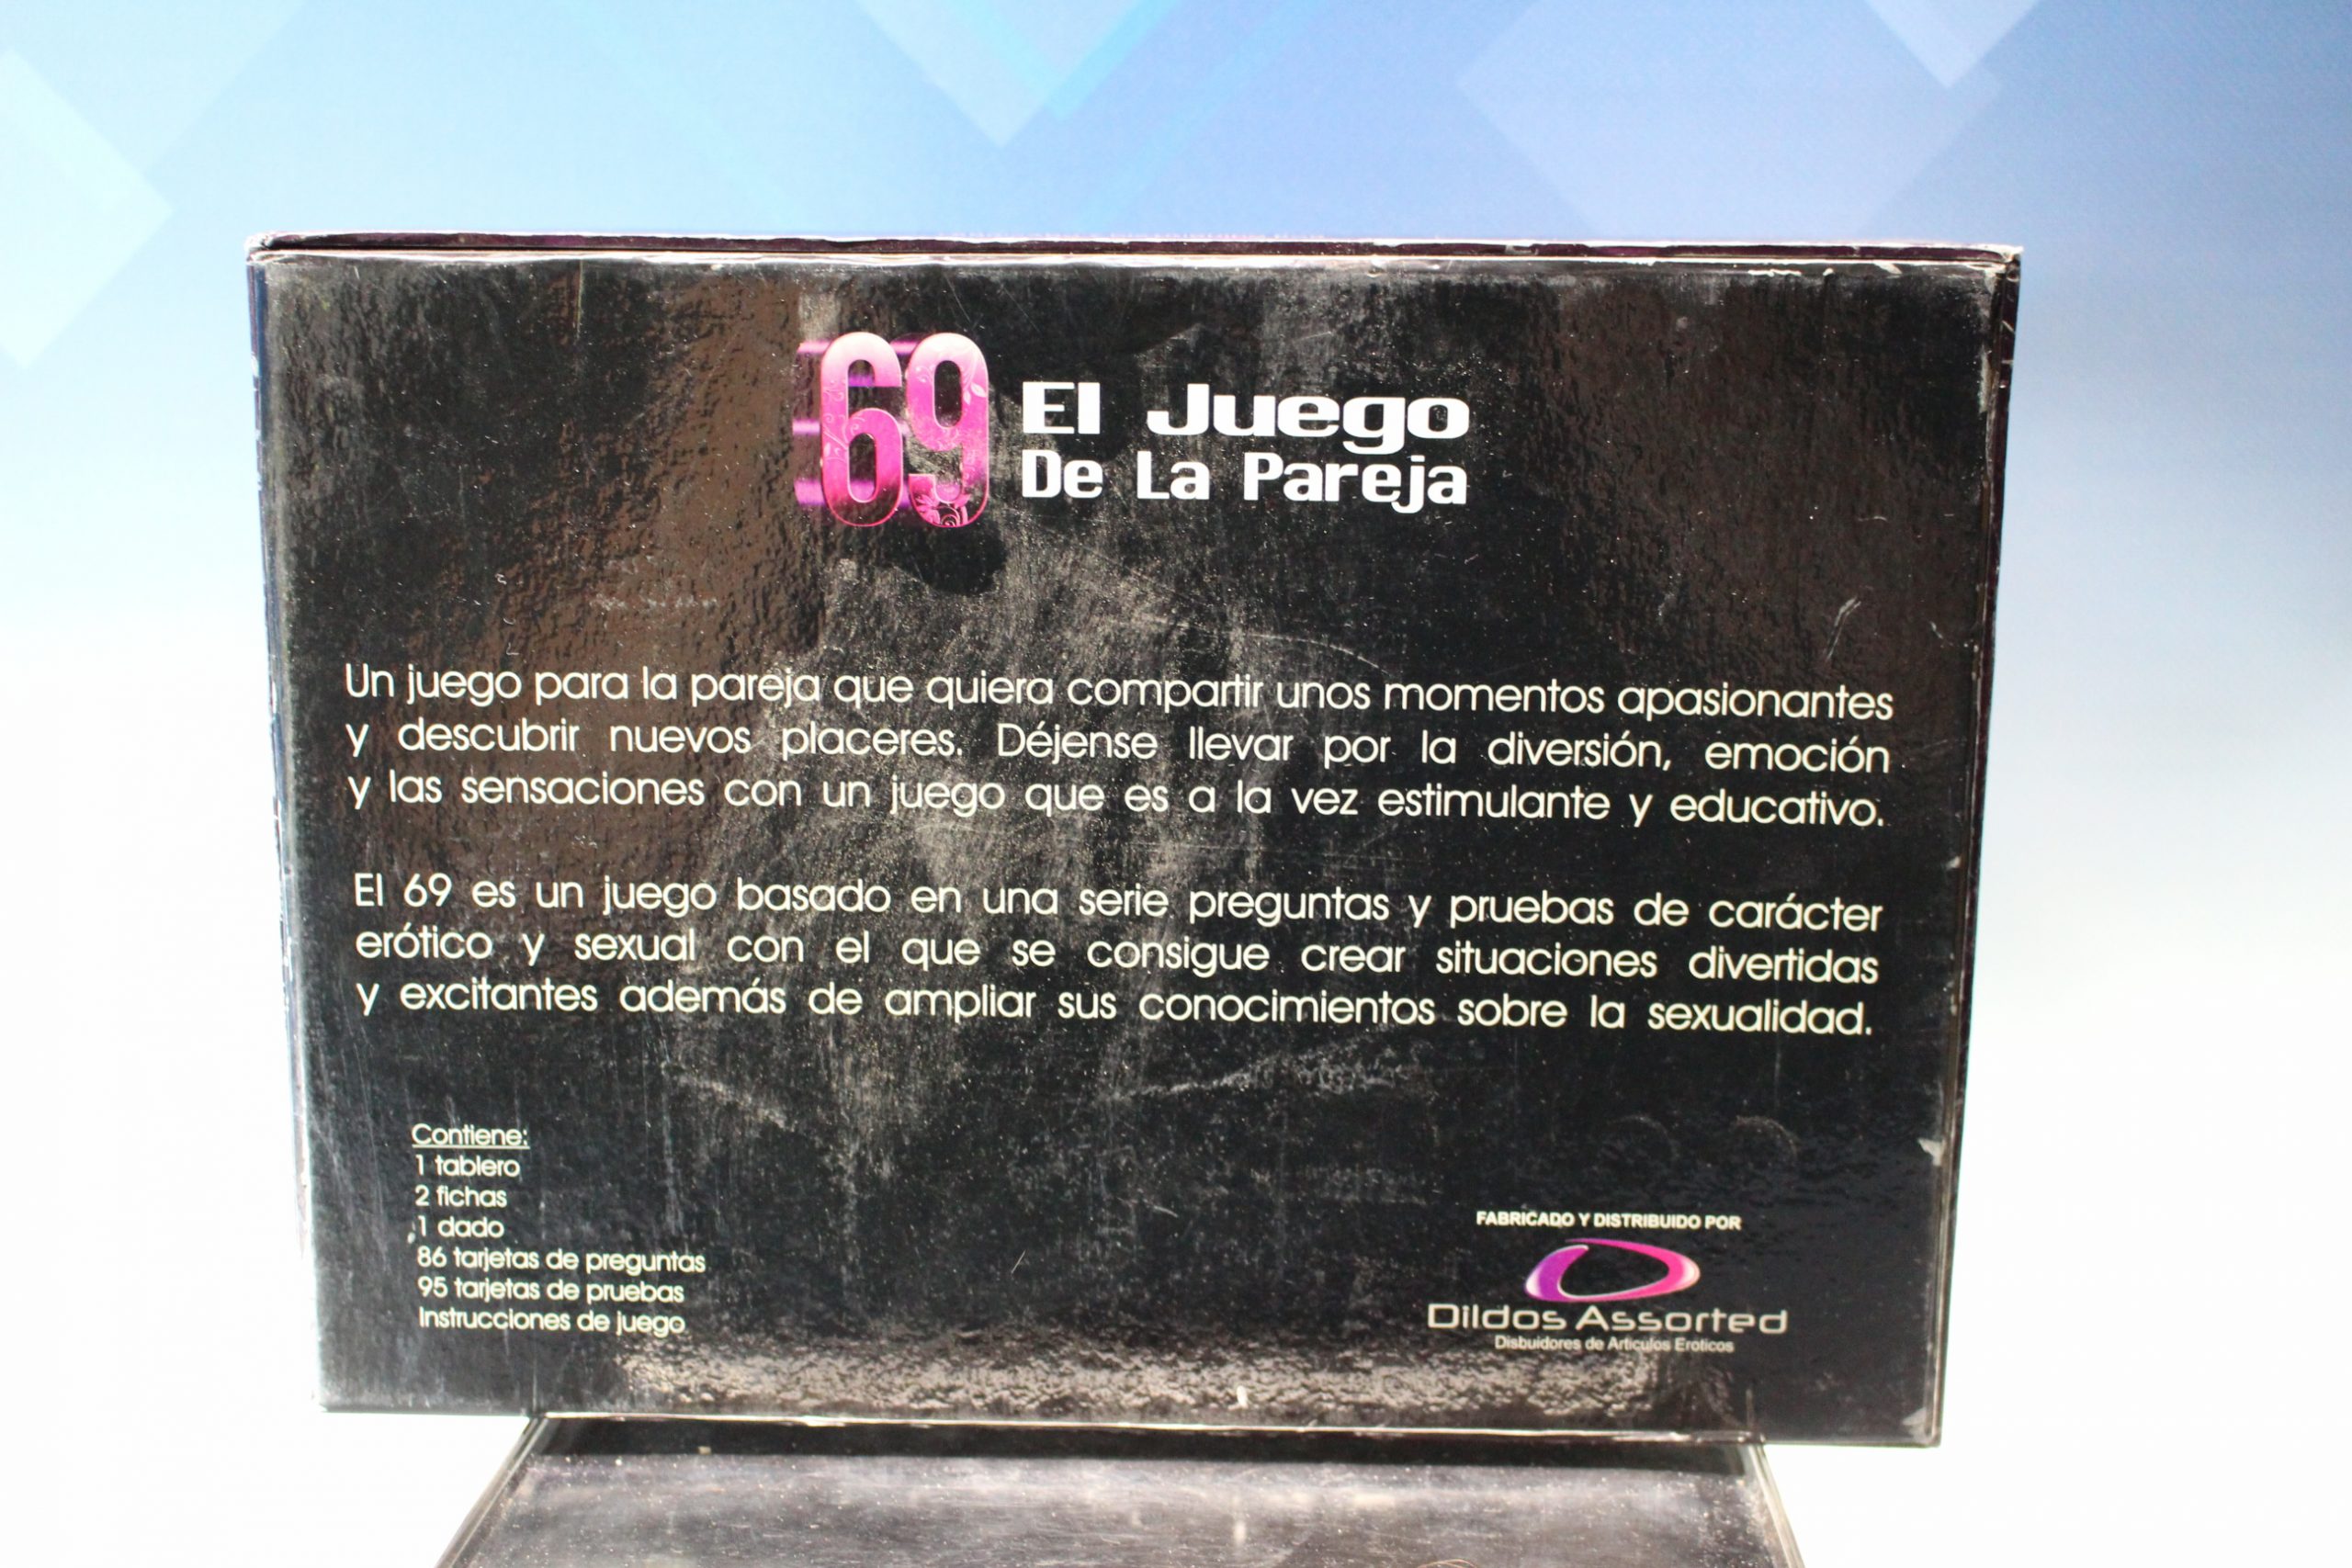 69 El Juego
De La Pareja
Un juego para la pareja que quiera compartir unos momentos apasionantes
y descubrir nuevos placeres. Déjense llevar por la diversión, emoción
y las sensaciones con un juego que es a la vez estimulante y educativo.
El 69 es un juego basado en una serie preguntas y pruebas de carácter
erótico y sexual con el que se consigue crear situaciones divertidas
y excitantes además de ampliar sus conocimientos sobre la sexualidad.
Contiene:
1 tablero
2 fichas
1 dado
86 tarjetas de preguntas
95 tarjetas de pruebas
Instrucciones de juego
FABRICADO Y DISTRIBUIDO POR
Dildos Assorted
Disbuidores de Articulos Eroticos